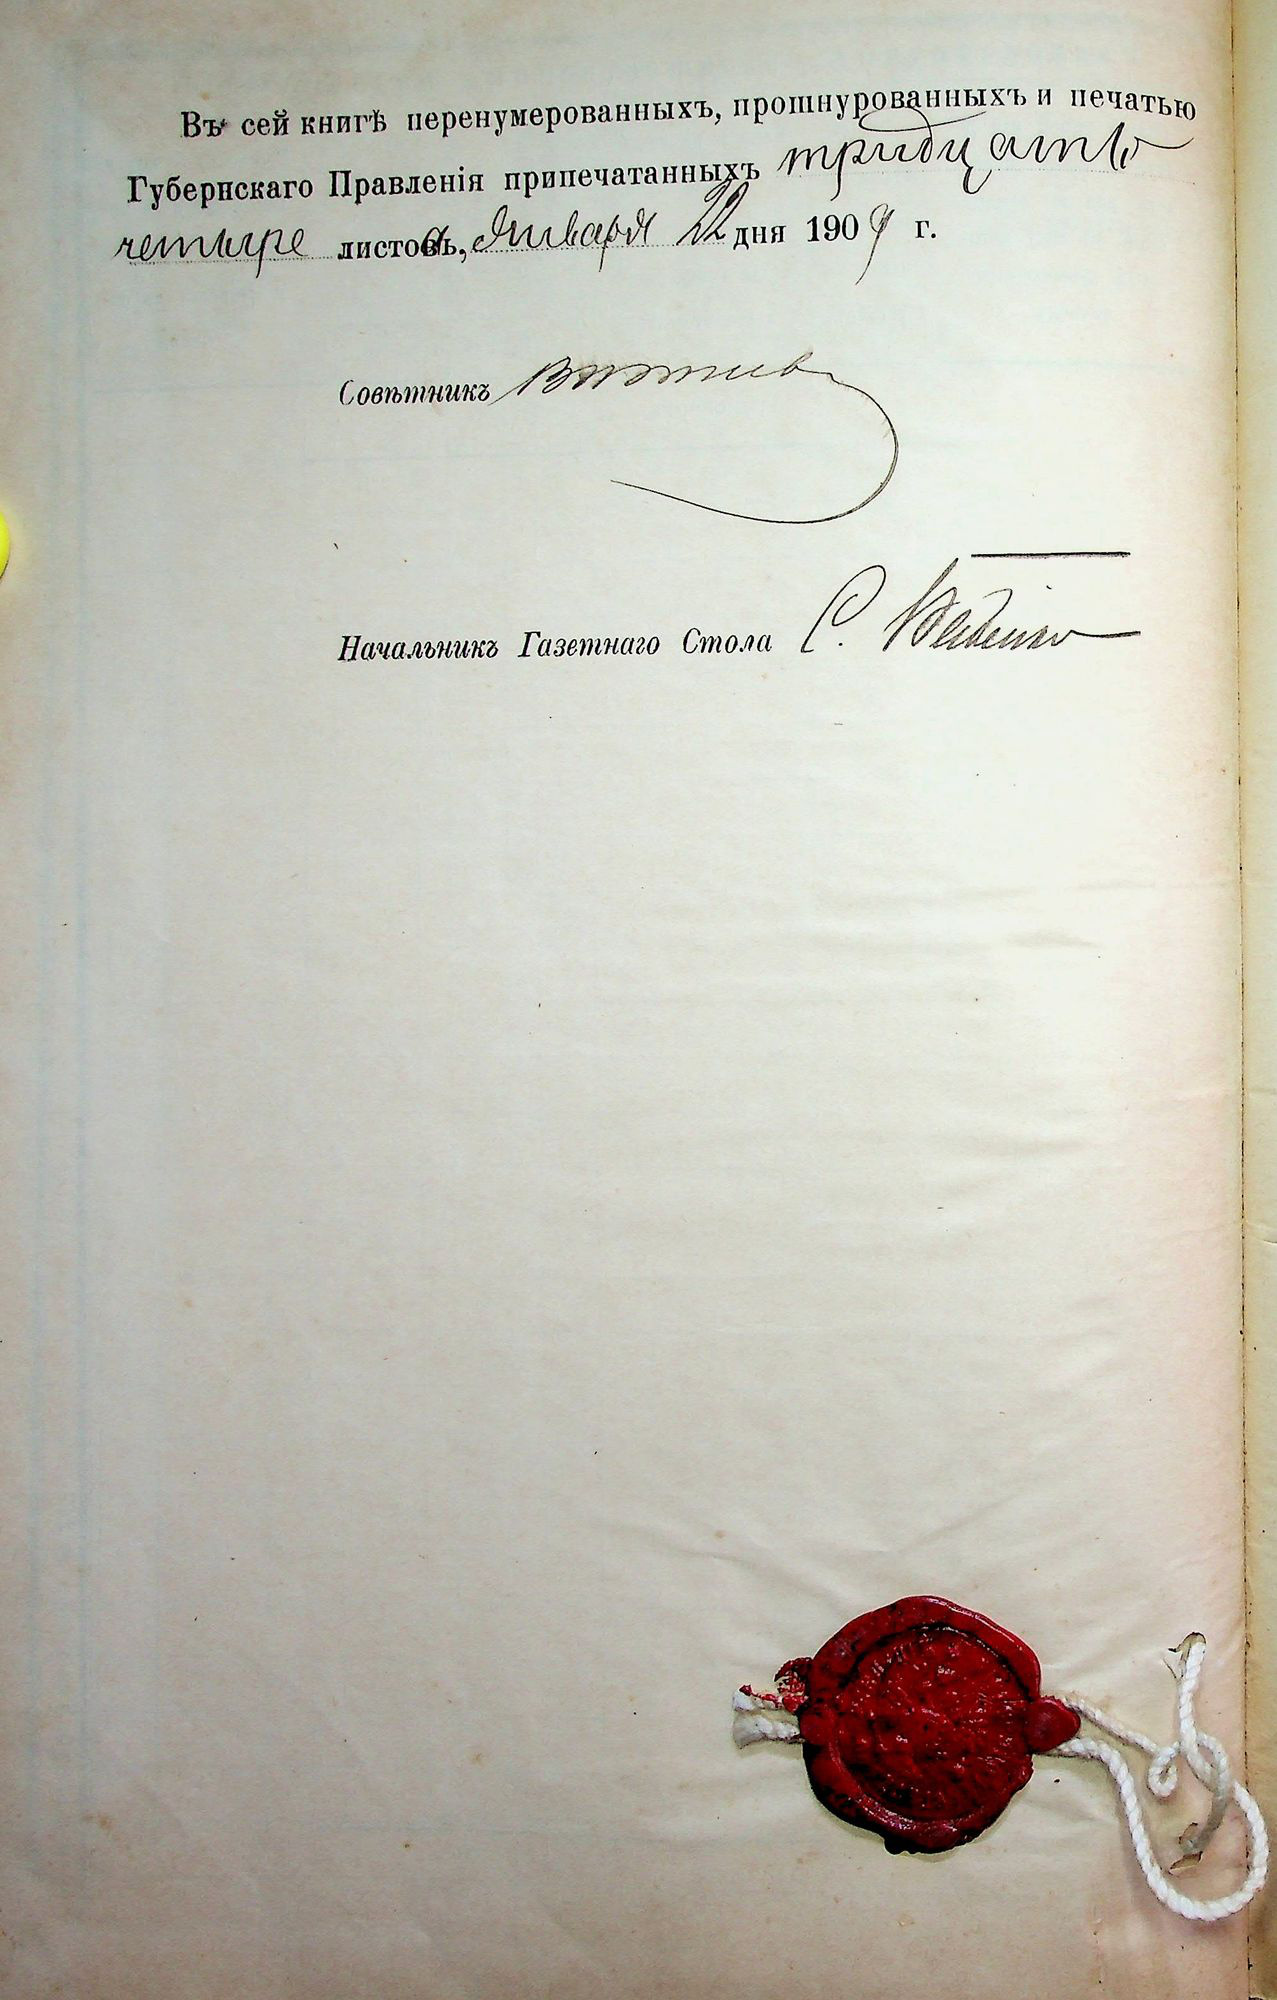 Въ сей книгѣ перенумерованныхъ, прошнурованныхъ и печатью
Губернскаго Правленія припечатанныхъ тридцать
четыре листовъ, Января 22 дня 1909 г.
Совѣтникъ
Начальникъ Газетнаго Стола С.